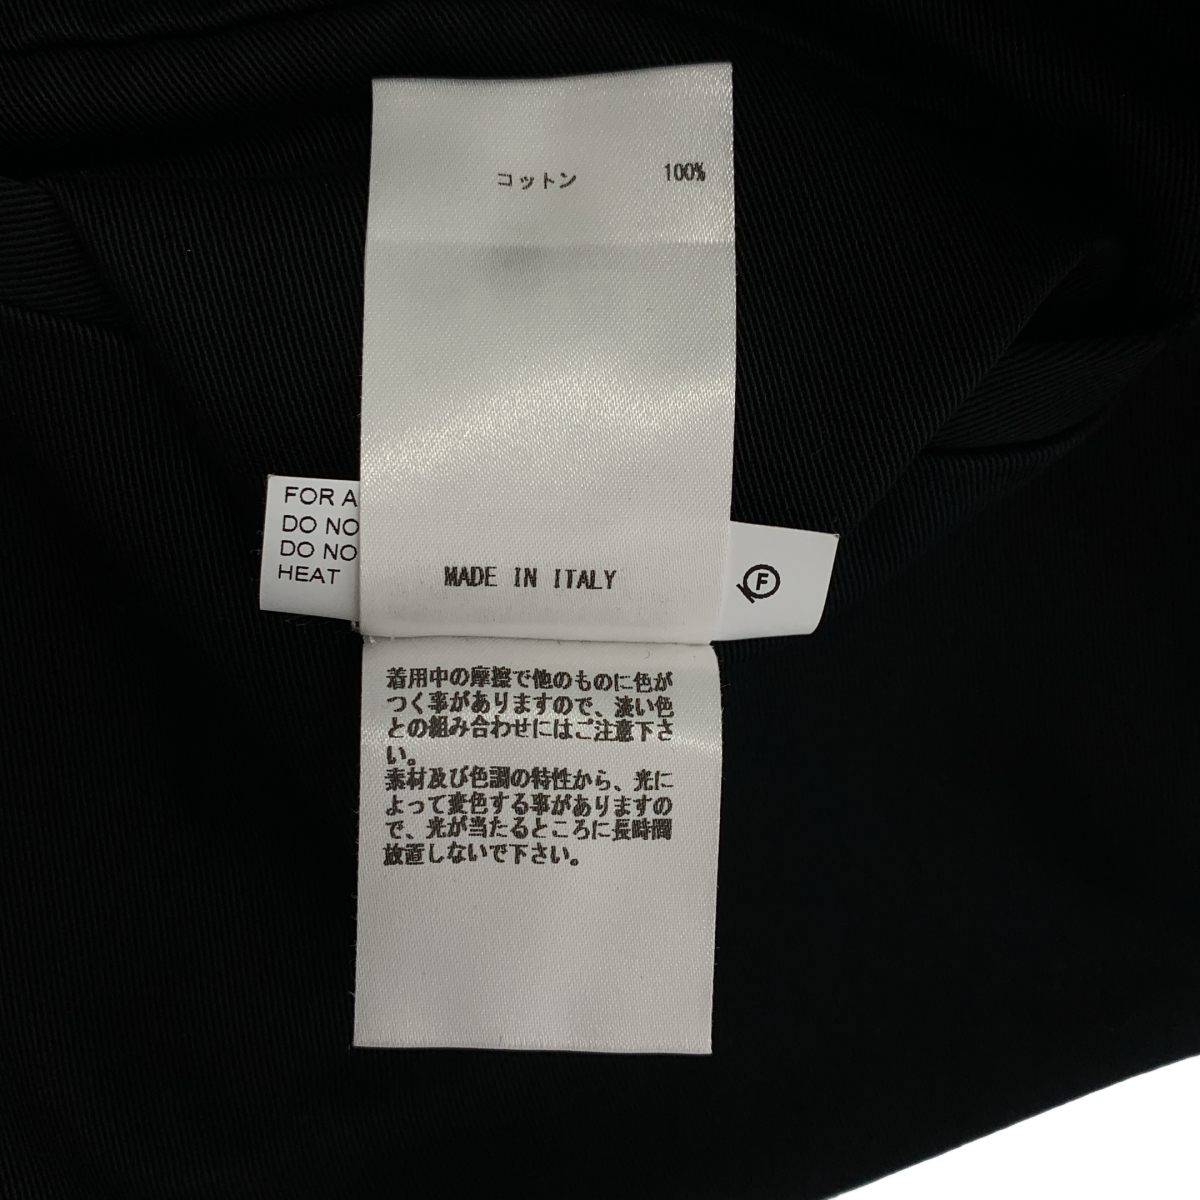 コットン 100%
FOR A
DO NO
DO NO
HEAT
MADE IN ITALY
F
着用中の摩擦で他のものに色が
つく事がありますので、淡い色
との組み合わせにはご注意下さ
い。
素材及び色調の特性から、光に
よって変色する事がありますの
で、光が当たるところに長時間
放置しないで下さい。